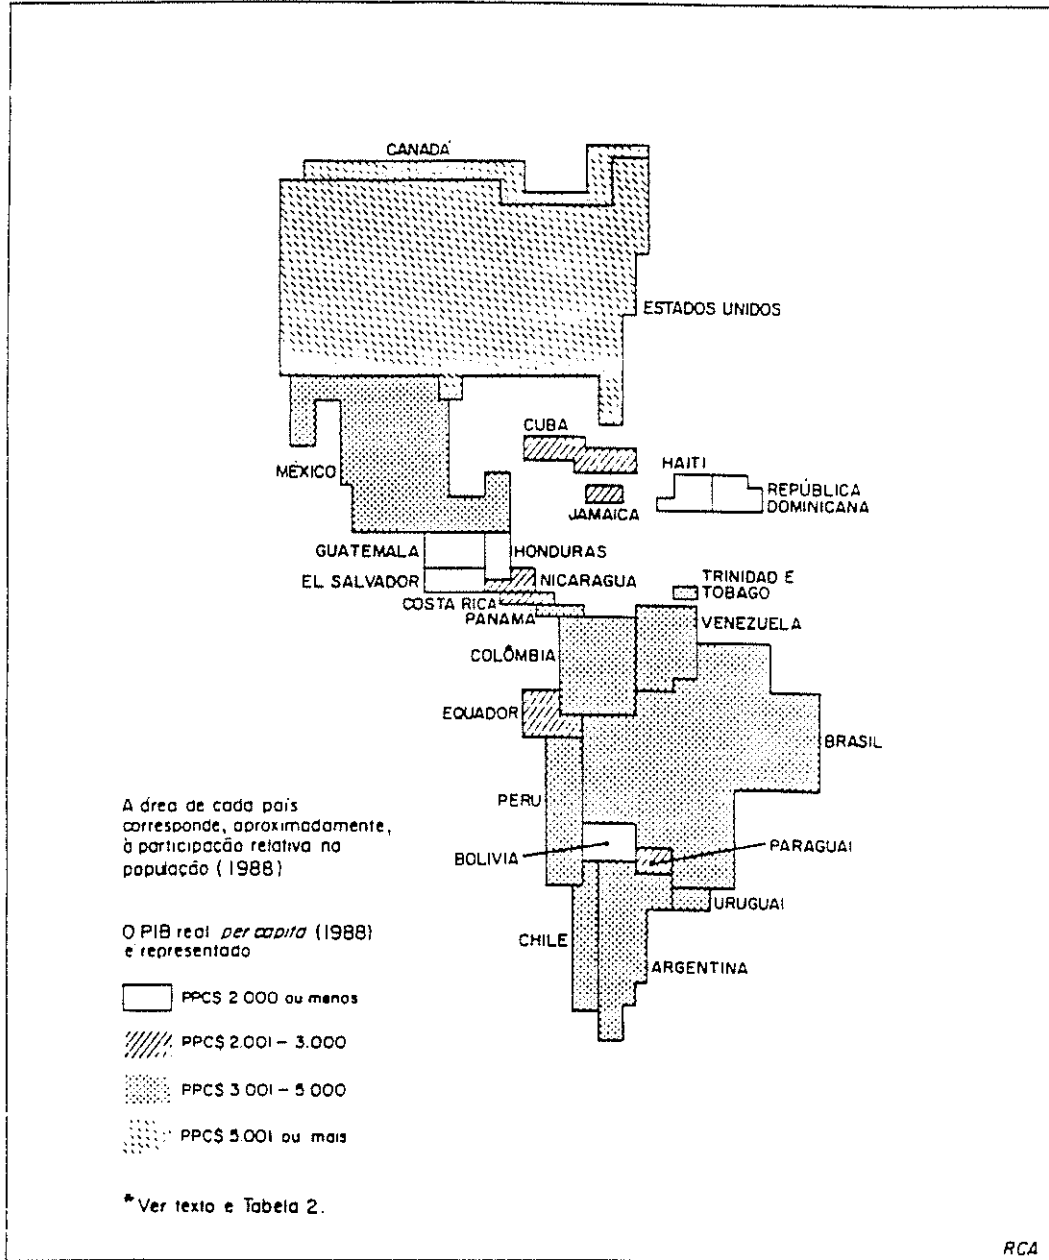 CANADÁ
ESTADOS UNIDOS
CUBA
HAITI
MÉXICO
REPÚBLICA
DOMINICANA
JAMAICA
GUATEMALA
HONDURAS
EL SALVADOR
NICARAGUA
TRINIDAD E
TOBAGO
COSTA RICA
PANAMÁ
VENEZUELA
COLÔMBIA
*
EQUADOR
BRASIL
PERU
A área de cada país
corresponde, aproximadamente,
à participação relativa na
população (1988)
BOLIVIA
PARAGUAI
URUGUAI
O PIB real per capita (1988)
é representado
CHILE
ARGENTINA
PPC$ 2 000 ou menos
PPC$ 2.001 - 3.000
PPC$ 3 001 - 5 000
PPC$ 5.001 ou mais
* Ver texto e Tabela 2.
RCA